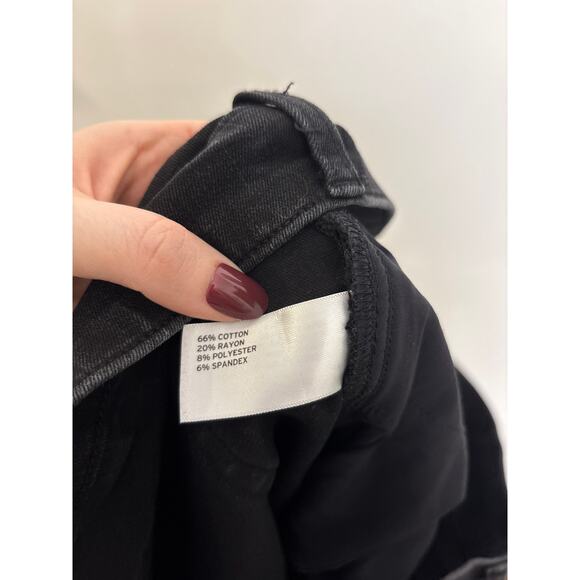 66% COTTON
20% RAYON
8% POLYESTER
6% SPANDEX